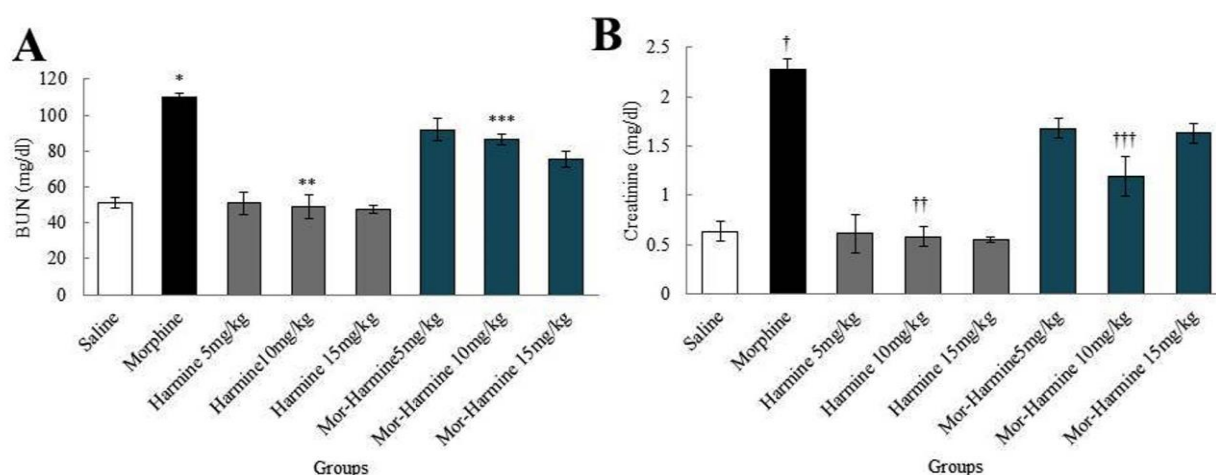 A
BUN (mg/dl)
120
100
80
60
40
20
0
*
**
***
Saline
Morphine
Harmine 5mg/kg
Harmine10mg/kg
Harmine 15mg/kg
Mor-Harmine5mg/kg
Mor-Harmine 10mg/kg
Mor-Harmine 15mg/kg
Groups
B
Creatinine (mg/dl)
2.5
2
1.5
1
0.5
0
†
††
†††
Saline
Morphine
Harmine 5mg/kg
Harmine 10mg/kg
Harmine 15mg/kg
Mor-Harmine5mg/kg
Mor-Harmine 10mg/kg
Mor-Harmine 15mg/kg
Groups